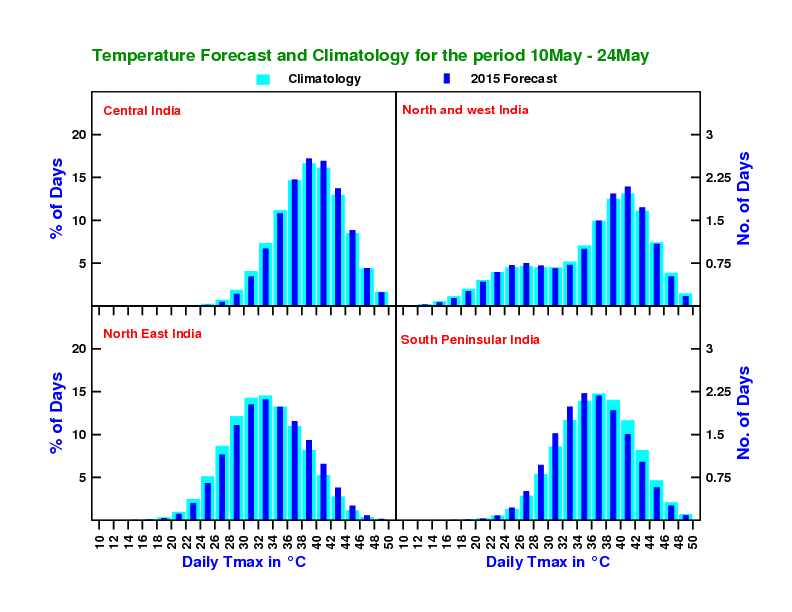 Temperature Forecast and Climatology for the period 10May - 24May
Climatology 2015 Forecast
Central India
North and west India
20 15 10 5
% of Days
3 2.25 1.5 0.75
No. of Days
North East India
South Peninsular India
20 15 10 5
% of Days
3 2.25 1.5 0.75
No. of Days
10 12 14 16 18 20 22 24 26 28 30 32 34 36 38 40 42 44 46 48 50
10 12 14 16 18 20 22 24 26 28 30 32 34 36 38 40 42 44 46 48 50
Daily Tmax in °C
Daily Tmax in °C